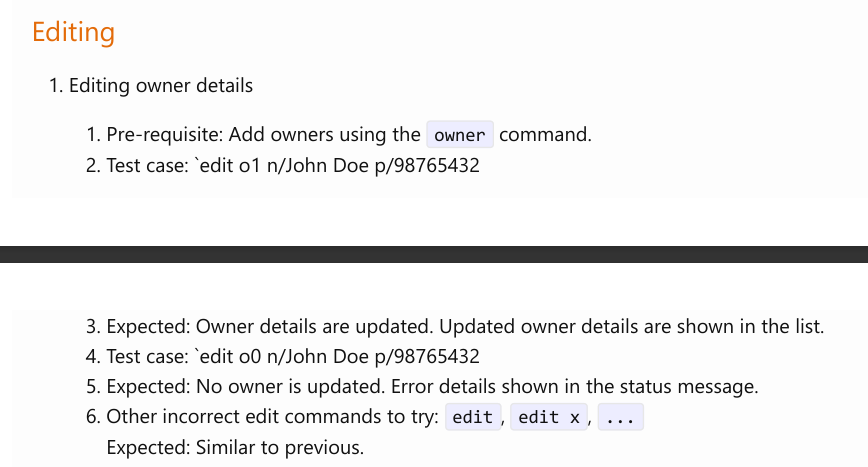 Editing
1. Editing owner details
1. Pre-requisite: Add owners using the owner command.
2. Test case: `edit o1 n/John Doe p/98765432
3. Expected: Owner details are updated. Updated owner details are shown in the list.
4. Test case: `edit o0 n/John Doe p/98765432
5. Expected: No owner is updated. Error details shown in the status message.
6. Other incorrect edit commands to try: edit, edit x, ...
Expected: Similar to previous.